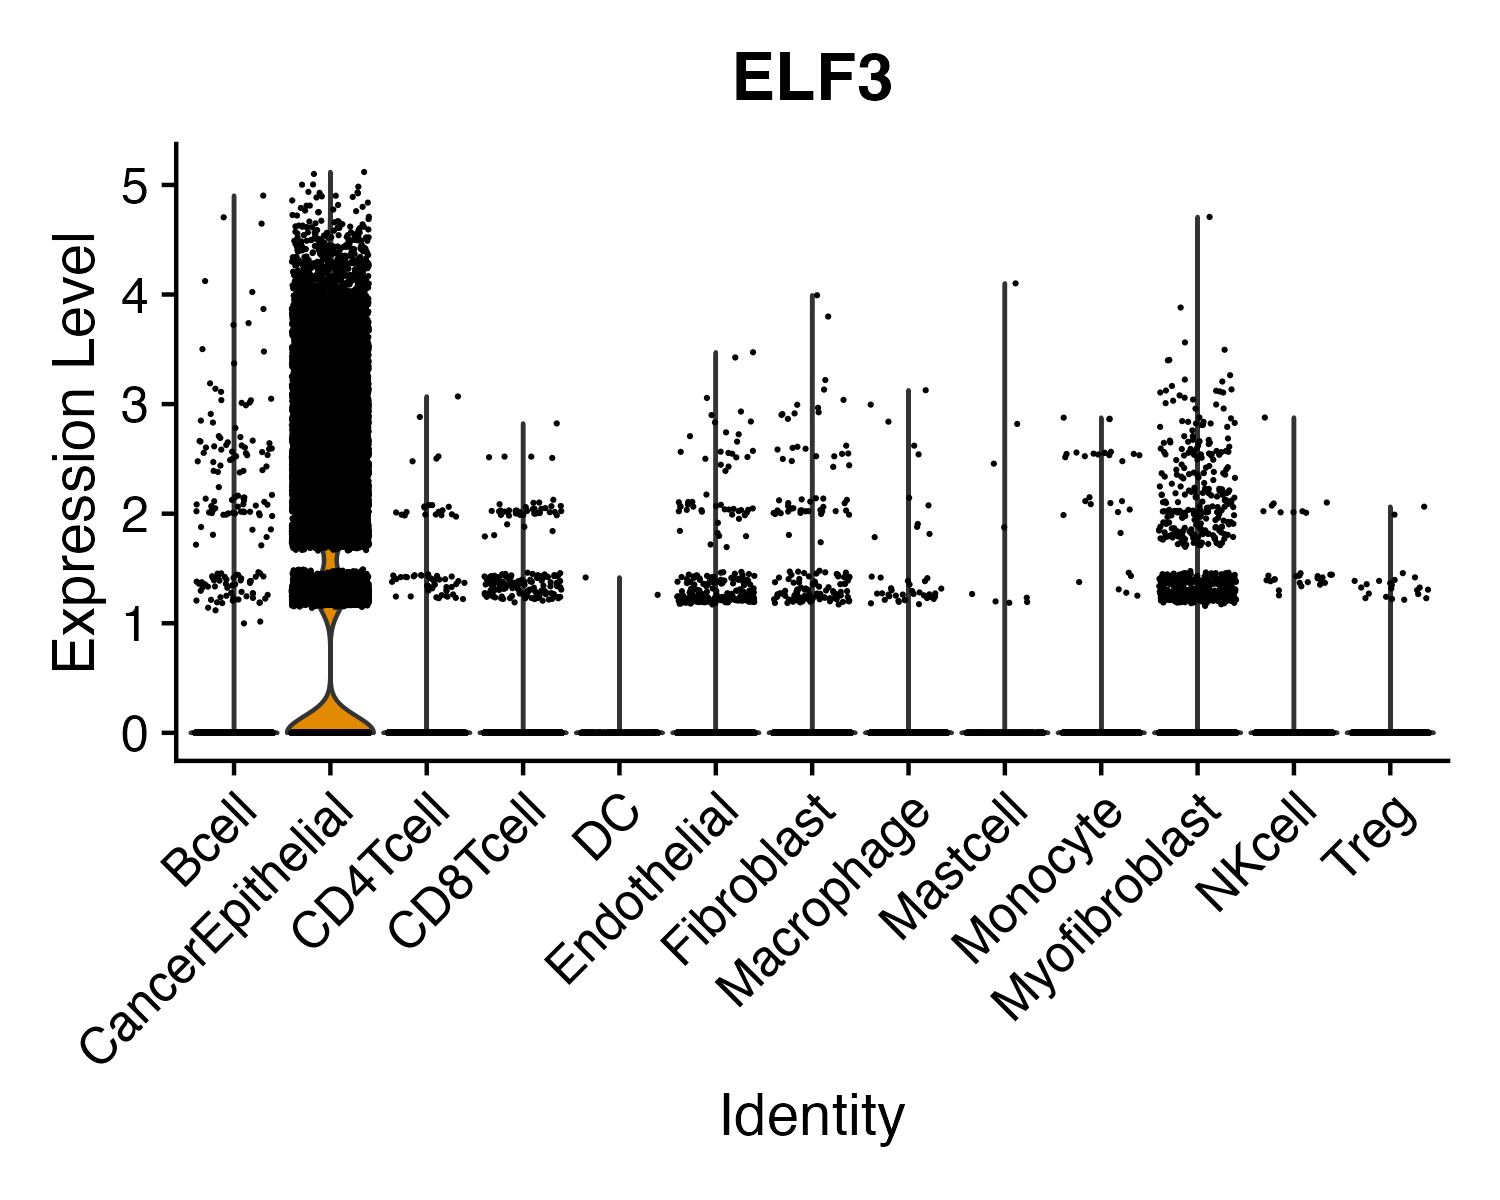 ELF3
Expression Level
5
4
3
2
1
0
Bcell
CancerEpithelial
CD4Tcell
CD8Tcell
DC
Endothelial
Fibroblast
Macrophage
Mastcell
Monocyte
Myofibroblast
NKcell
Treg
Identity